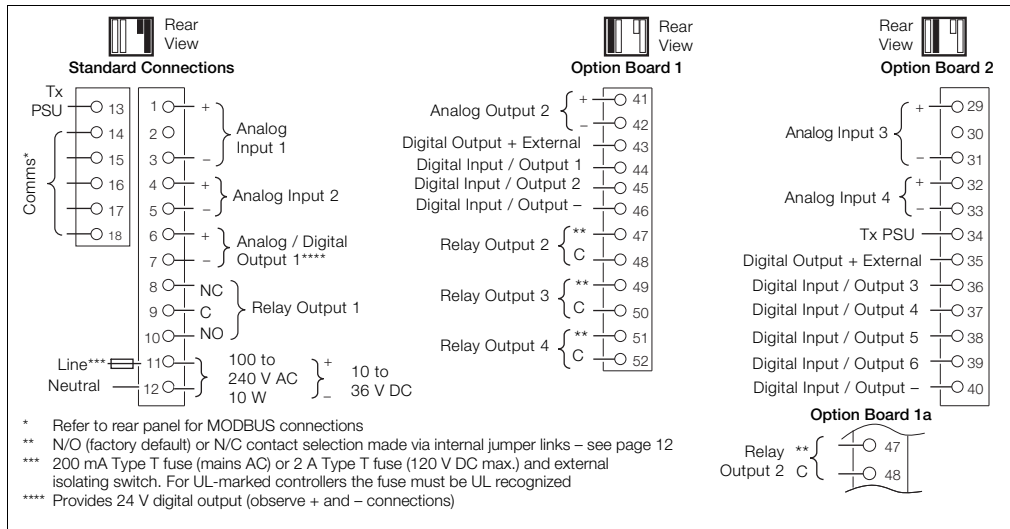 Rear View
Standard Connections
Tx PSU 13
14
15
16
17
18
Comms*
1 +
2
3 –
Analog Input 1
4 +
5 –
Analog Input 2
6 +
7 –
Analog / Digital Output 1****
8 NC
9 C
10 NO
Relay Output 1
Line*** 11
Neutral 12
100 to 240 V AC 10 W
+
–
10 to 36 V DC
Rear View
Option Board 1
Analog Output 2
+ 41
– 42
Digital Output + External 43
Digital Input / Output 1 44
Digital Input / Output 2 45
Digital Input / Output – 46
Relay Output 2
** 47
C 48
Relay Output 3
** 49
C 50
Relay Output 4
** 51
C 52
Rear View
Option Board 2
Analog Input 3
+ 29
30
– 31
Analog Input 4
+ 32
– 33
Tx PSU 34
Digital Output + External 35
Digital Input / Output 3 36
Digital Input / Output 4 37
Digital Input / Output 5 38
Digital Input / Output 6 39
Digital Input / Output – 40
Option Board 1a
Relay Output 2
** 47
C 48
* Refer to rear panel for MODBUS connections
** N/O (factory default) or N/C contact selection made via internal jumper links – see page 12
*** 200 mA Type T fuse (mains AC) or 2 A Type T fuse (120 V DC max.) and external
isolating switch. For UL-marked controllers the fuse must be UL recognized
**** Provides 24 V digital output (observe + and – connections)